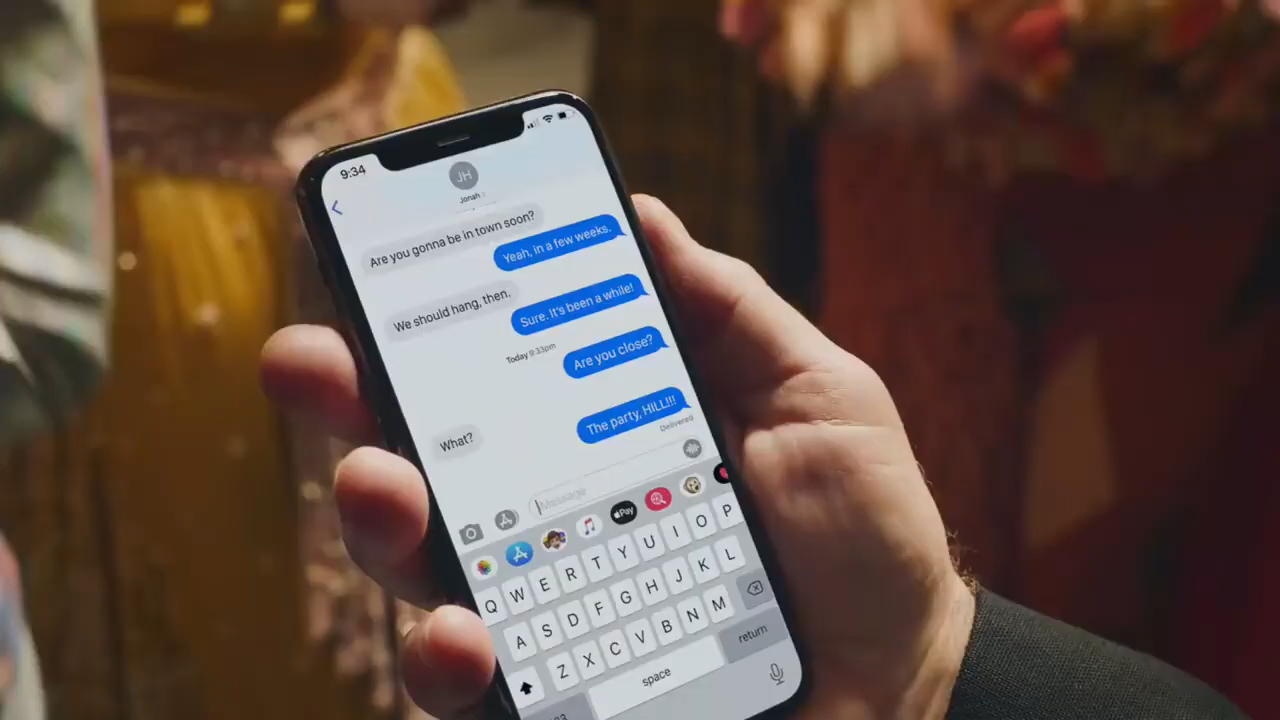 9:34
JH
Jonah
Are you gonna be in town soon?
Yeah, in a few weeks.
We should hang, then.
Sure. It's been a while!
Today 9:33pm
Are you close?
What?
The party, HILL!!!
Delivered
Message
Pay
Q W E R T Y U I O P
A S D F G H J K L
Z X C V B N M
space
return